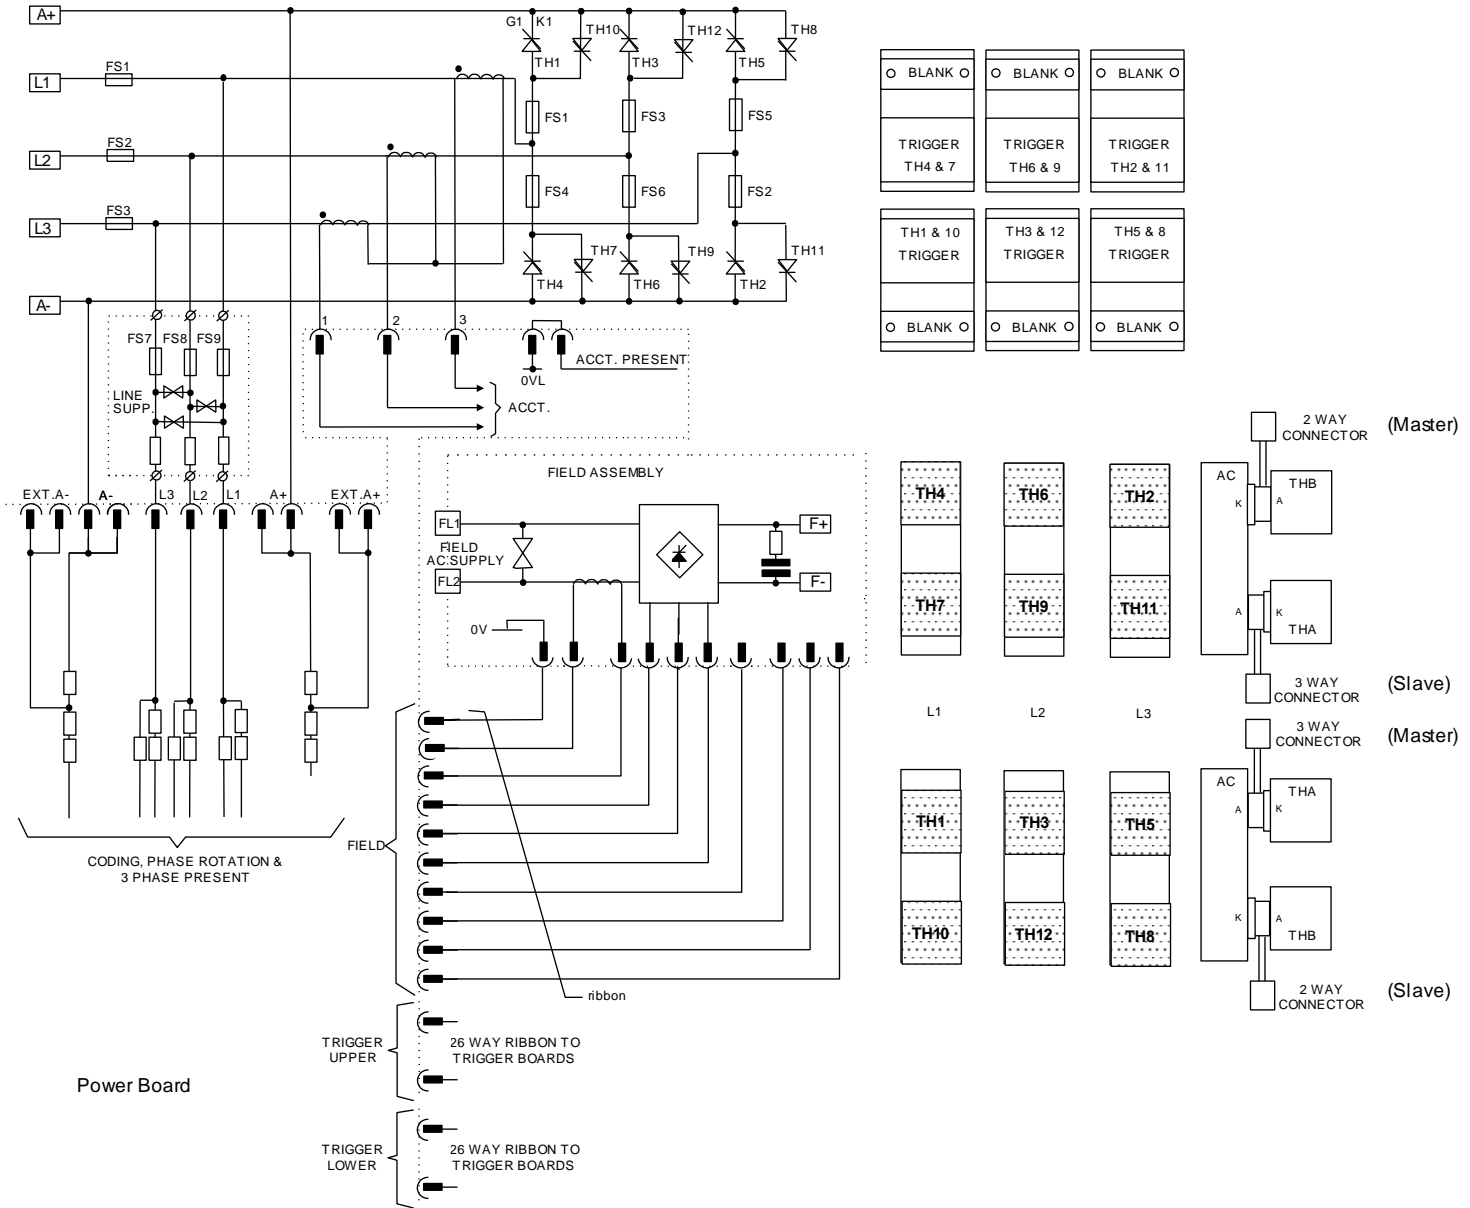 A+
G1 K1
TH10
TH12
TH8
TH1
TH3
TH5
L1
FS1
FS1
FS3
FS5
L2
FS2
FS4
FS6
FS2
L3
FS3
TH7
TH9
TH11
TH4
TH6
TH2
A-
BLANK
BLANK
BLANK
TRIGGER
TH4 & 7
TRIGGER
TH6 & 9
TRIGGER
TH2 & 11
TH1 & 10
TRIGGER
TH3 & 12
TRIGGER
TH5 & 8
TRIGGER
BLANK
BLANK
BLANK
1
2
3
FS7
FS8
FS9
0VL
ACCT. PRESENT
LINE
SUPP.
ACCT.
EXT.A-
A-
L3
L2
L1
A+
EXT.A+
FIELD ASSEMBLY
FL1
FIELD
AC SUPPLY
FL2
F+
F-
0V
TH4
TH6
TH2
TH7
TH9
TH11
2 WAY
CONNECTOR
(Master)
AC
THB
K
A
A
K
THA
3 WAY
CONNECTOR
(Slave)
L1
L2
L3
3 WAY
CONNECTOR
(Master)
AC
THA
A
K
K
A
THB
TH1
TH3
TH5
TH10
TH12
TH8
2 WAY
CONNECTOR
(Slave)
CODING, PHASE ROTATION &
3 PHASE PRESENT
FIELD
ribbon
TRIGGER
UPPER
26 WAY RIBBON TO
TRIGGER BOARDS
Power Board
TRIGGER
LOWER
26 WAY RIBBON TO
TRIGGER BOARDS